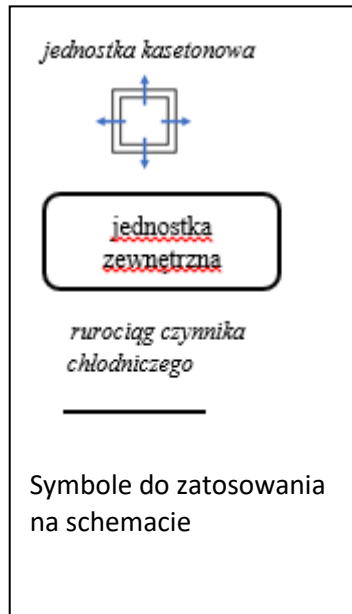 jednostka kasetonowa
jednostka
zewnętrzna
rurociąg czynnika
chłodniczego
Symbole do zatosowania
na schemacie